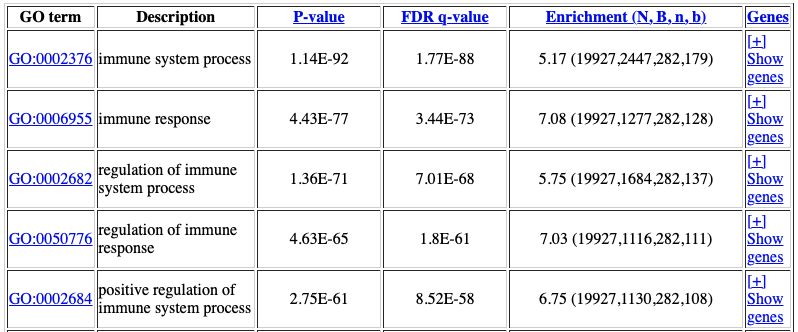 GO term Description P-value FDR q-value Enrichment (N, B, n, b) Genes
GO:0002376 immune system process 1.14E-92 1.77E-88 5.17 (19927,2447,282,179) [+] Show genes
GO:0006955 immune response 4.43E-77 3.44E-73 7.08 (19927,1277,282,128) [+] Show genes
GO:0002682 regulation of immune system process 1.36E-71 7.01E-68 5.75 (19927,1684,282,137) [+] Show genes
GO:0050776 regulation of immune response 4.63E-65 1.8E-61 7.03 (19927,1116,282,111) [+] Show genes
GO:0002684 positive regulation of immune system process 2.75E-61 8.52E-58 6.75 (19927,1130,282,108) [+] Show genes